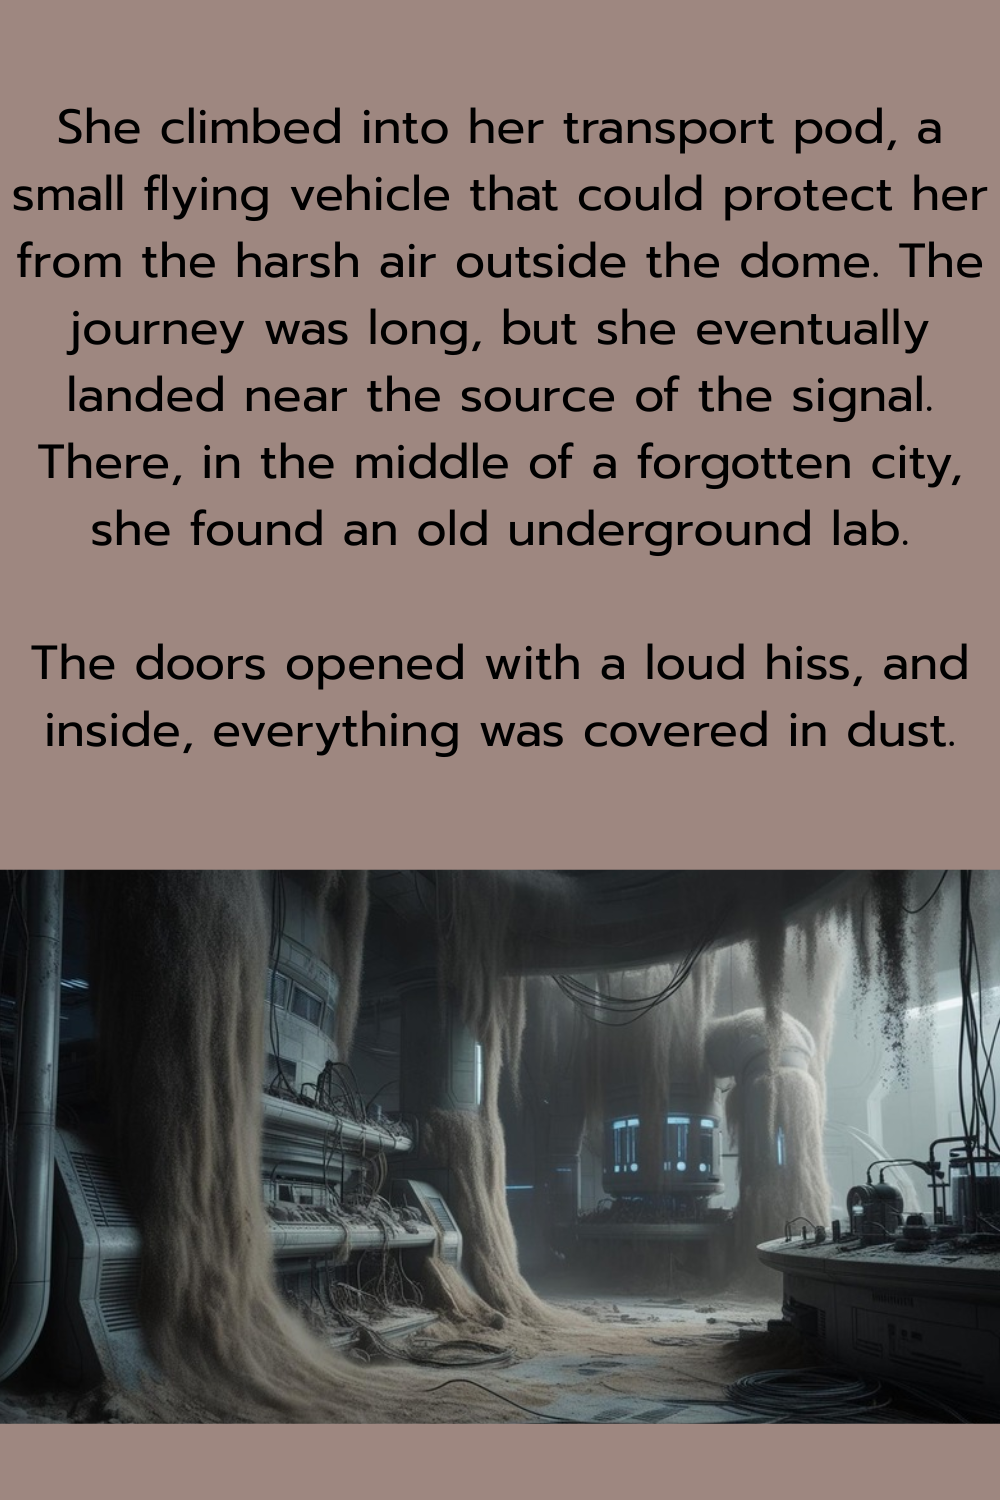 She climbed into her transport pod, a
small flying vehicle that could protect her
from the harsh air outside the dome. The
journey was long, but she eventually
landed near the source of the signal.
There, in the middle of a forgotten city,
she found an old underground lab.
The doors opened with a loud hiss, and
inside, everything was covered in dust.